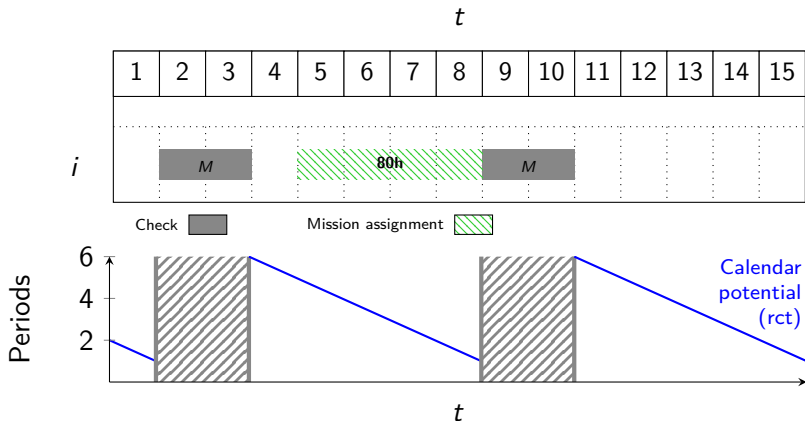 t
1 2 3 4 5 6 7 8 9 10 11 12 13 14 15
i M 80h M
Check Mission assignment
6
4
2
Periods
Calendar
potential
(rct)
t